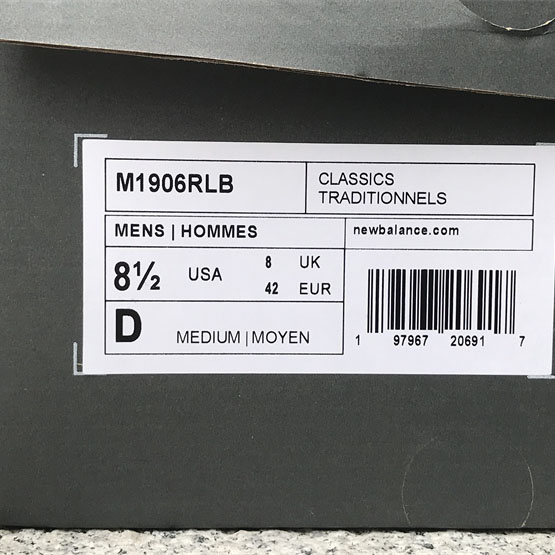 M1906RLB
CLASSICS
TRADITIONNELS
MENS | HOMMES
newbalance.com
8½ USA 8 UK
42 EUR
D MEDIUM | MOYEN
1 97967 20691 7